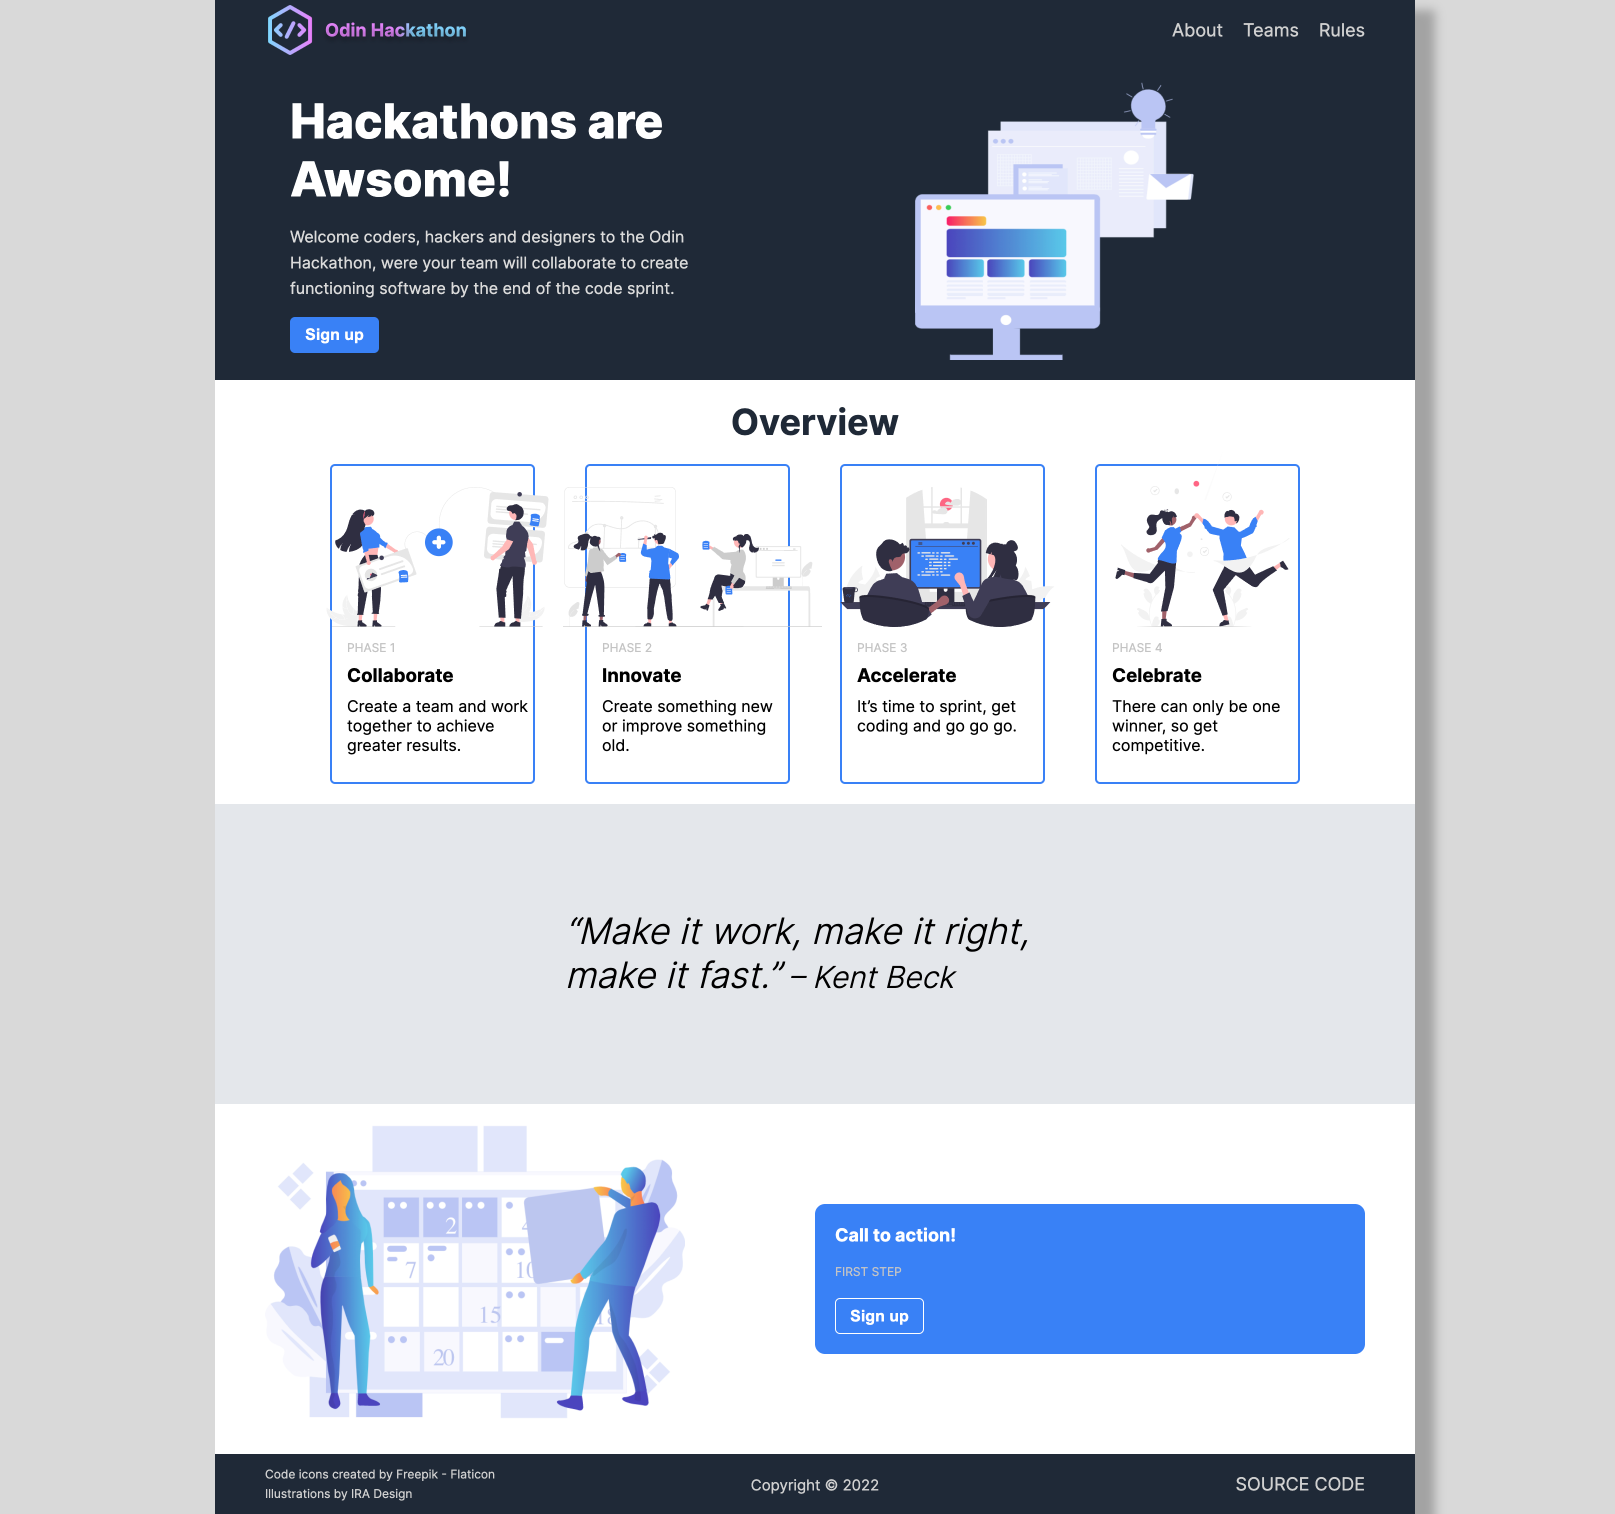 Odin Hackathon
About Teams Rules
Hackathons are
Awsome!
Welcome coders, hackers and designers to the Odin
Hackathon, were your team will collaborate to create
functioning software by the end of the code sprint.
Sign up
Overview
PHASE 1
Collaborate
Create a team and work
together to achieve
greater results.
PHASE 2
Innovate
Create something new
or improve something
old.
PHASE 3
Accelerate
It’s time to sprint, get
coding and go go go.
PHASE 4
Celebrate
There can only be one
winner, so get
competitive.
“Make it work, make it right,
make it fast.” – Kent Beck
2
7
10
15
20
Call to action!
FIRST STEP
Sign up
Code icons created by Freepik - Flaticon
Illustrations by IRA Design
Copyright © 2022
SOURCE CODE